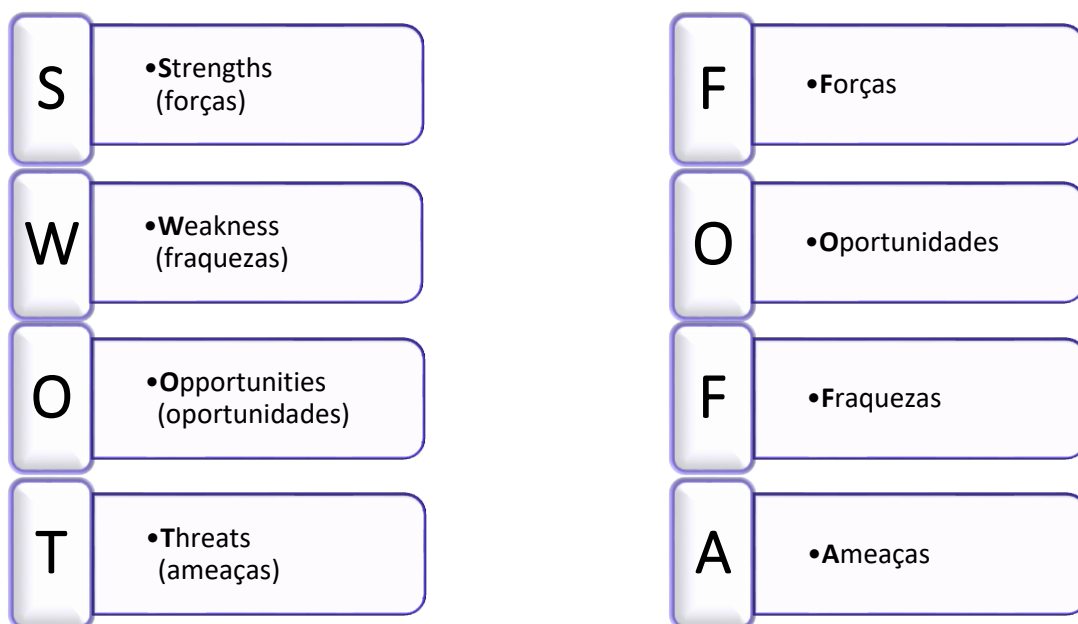 S
•Strengths
(forças)
W
•Weakness
(fraquezas)
O
•Opportunities
(oportunidades)
T
•Threats
(ameaças)
F
•Forças
O
•Oportunidades
F
•Fraquezas
A
•Ameaças